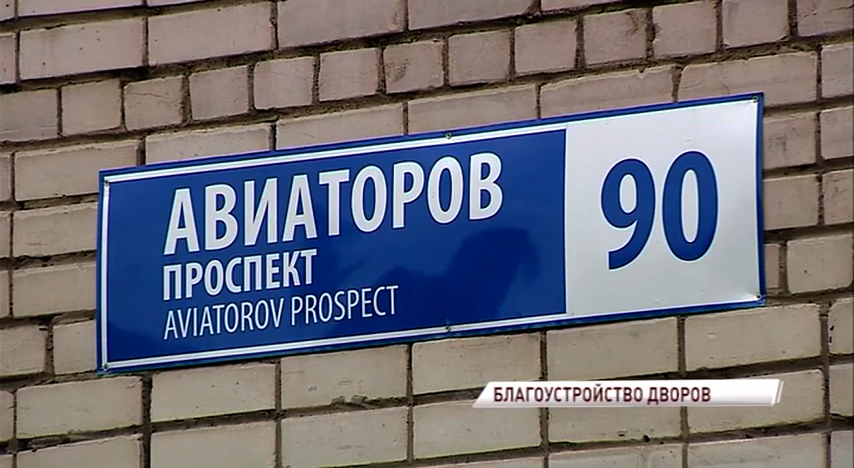 АВИАТОРОВ
ПРОСПЕКТ
AVIATOROV PROSPECT
90
БЛАГОУСТРОЙСТВО ДВОРОВ